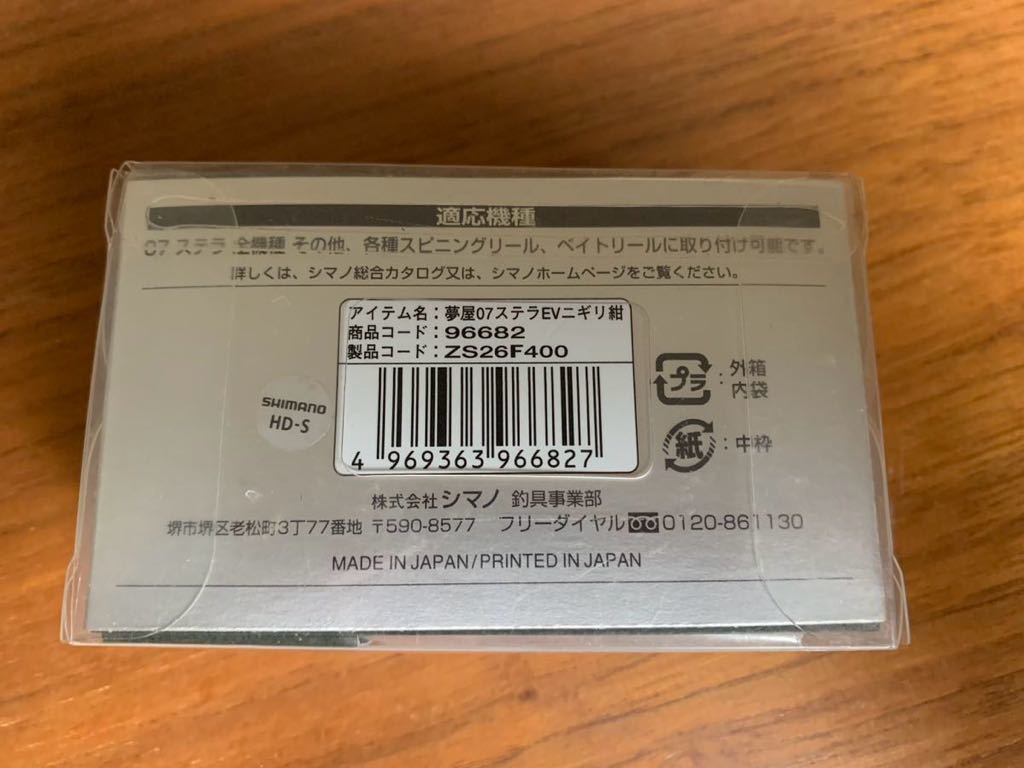 適応機種
07 ステラ 全機種 その他、各種スピニングリール、ベイトリールに取り付け可能です。
詳しくは、シマノ総合カタログ又は、シマノホームページをご覧ください。
アイテム名：夢屋07ステラEVニギリ紺
商品コード：96682
製品コード：ZS26F400
4 969363 966827
SHIMANO
HD-S
プラ：外箱
内袋
紙：中枠
株式会社シマノ 釣具事業部
堺市堺区老松町3丁77番地 〒590-8577 フリーダイヤル 0120-861130
MADE IN JAPAN/PRINTED IN JAPAN